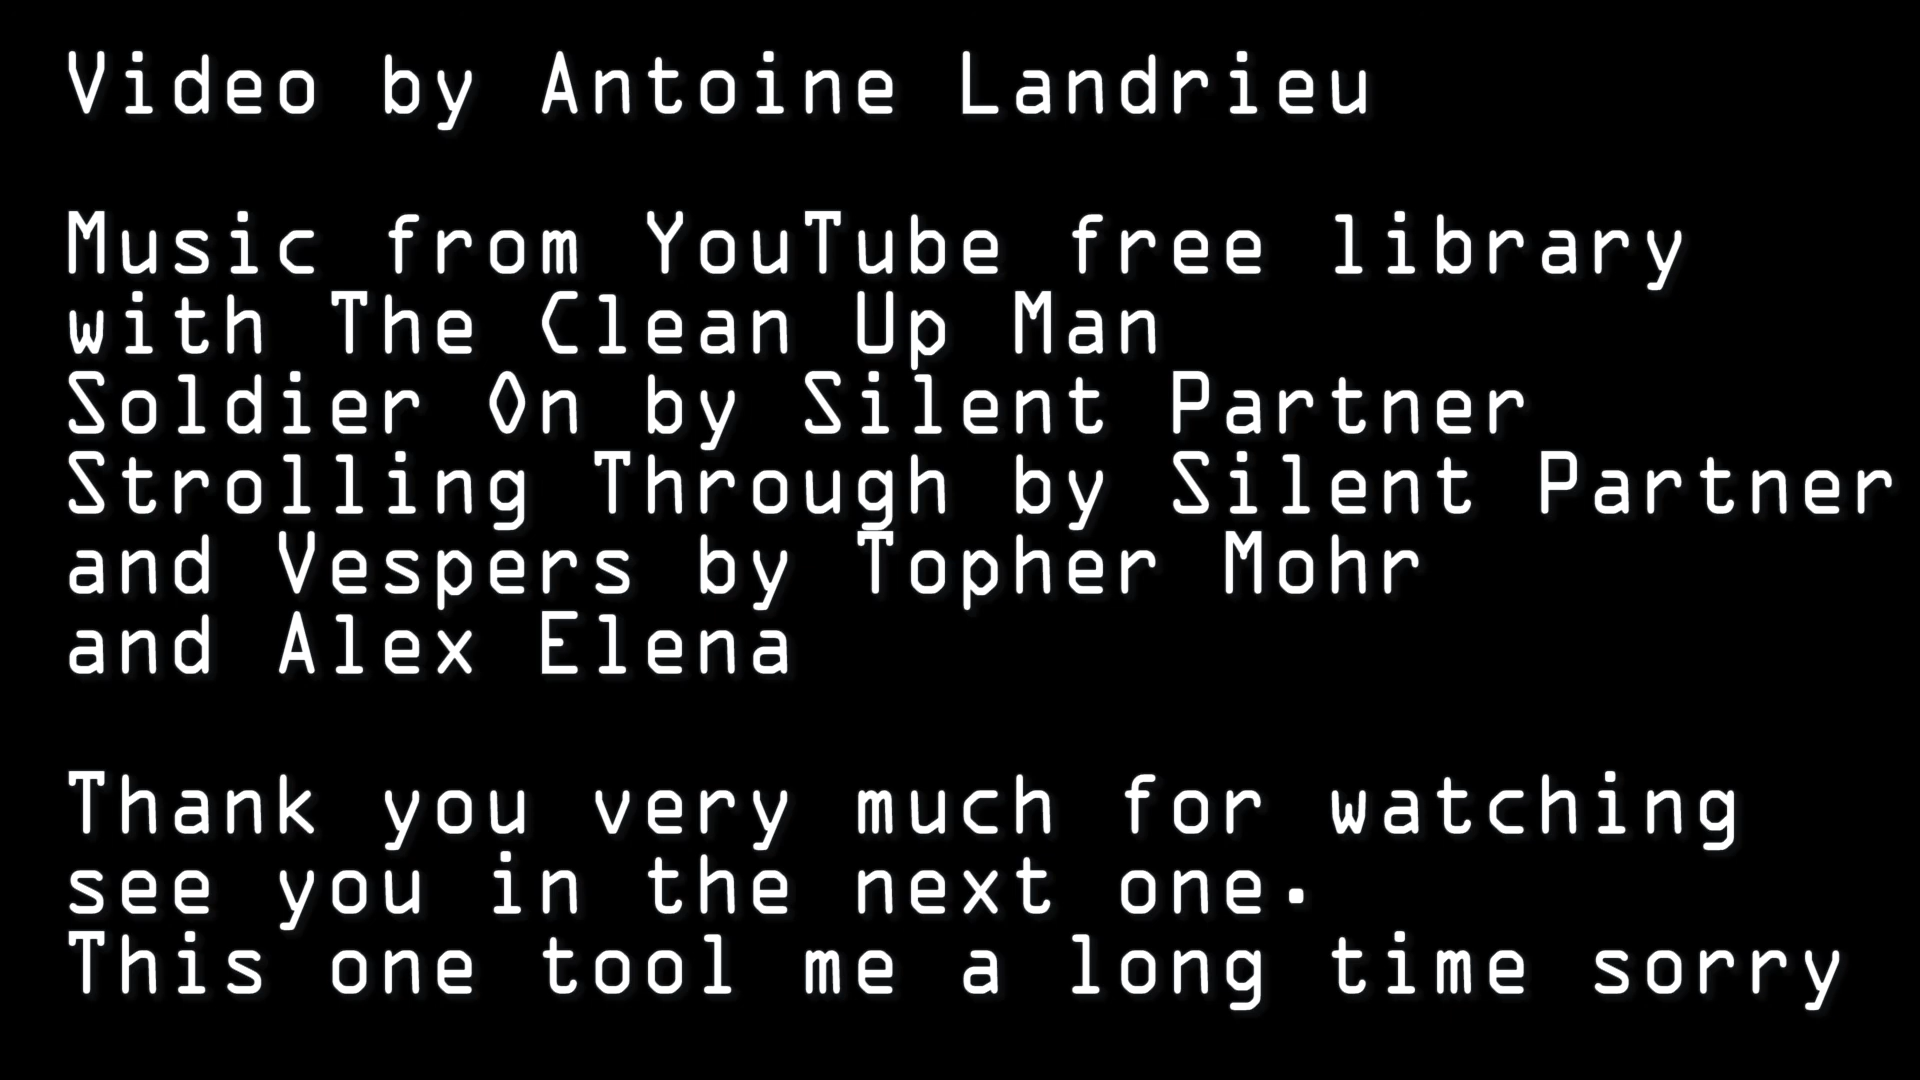 Video by Antoine Landrieu
Music from YouTube free library
with The Clean Up Man
Soldier On by Silent Partner
Strolling Through by Silent Partner
and Vespers by Topher Mohr
and Alex Elena
Thank you very much for watching
see you in the next one.
This one tool me a long time sorry